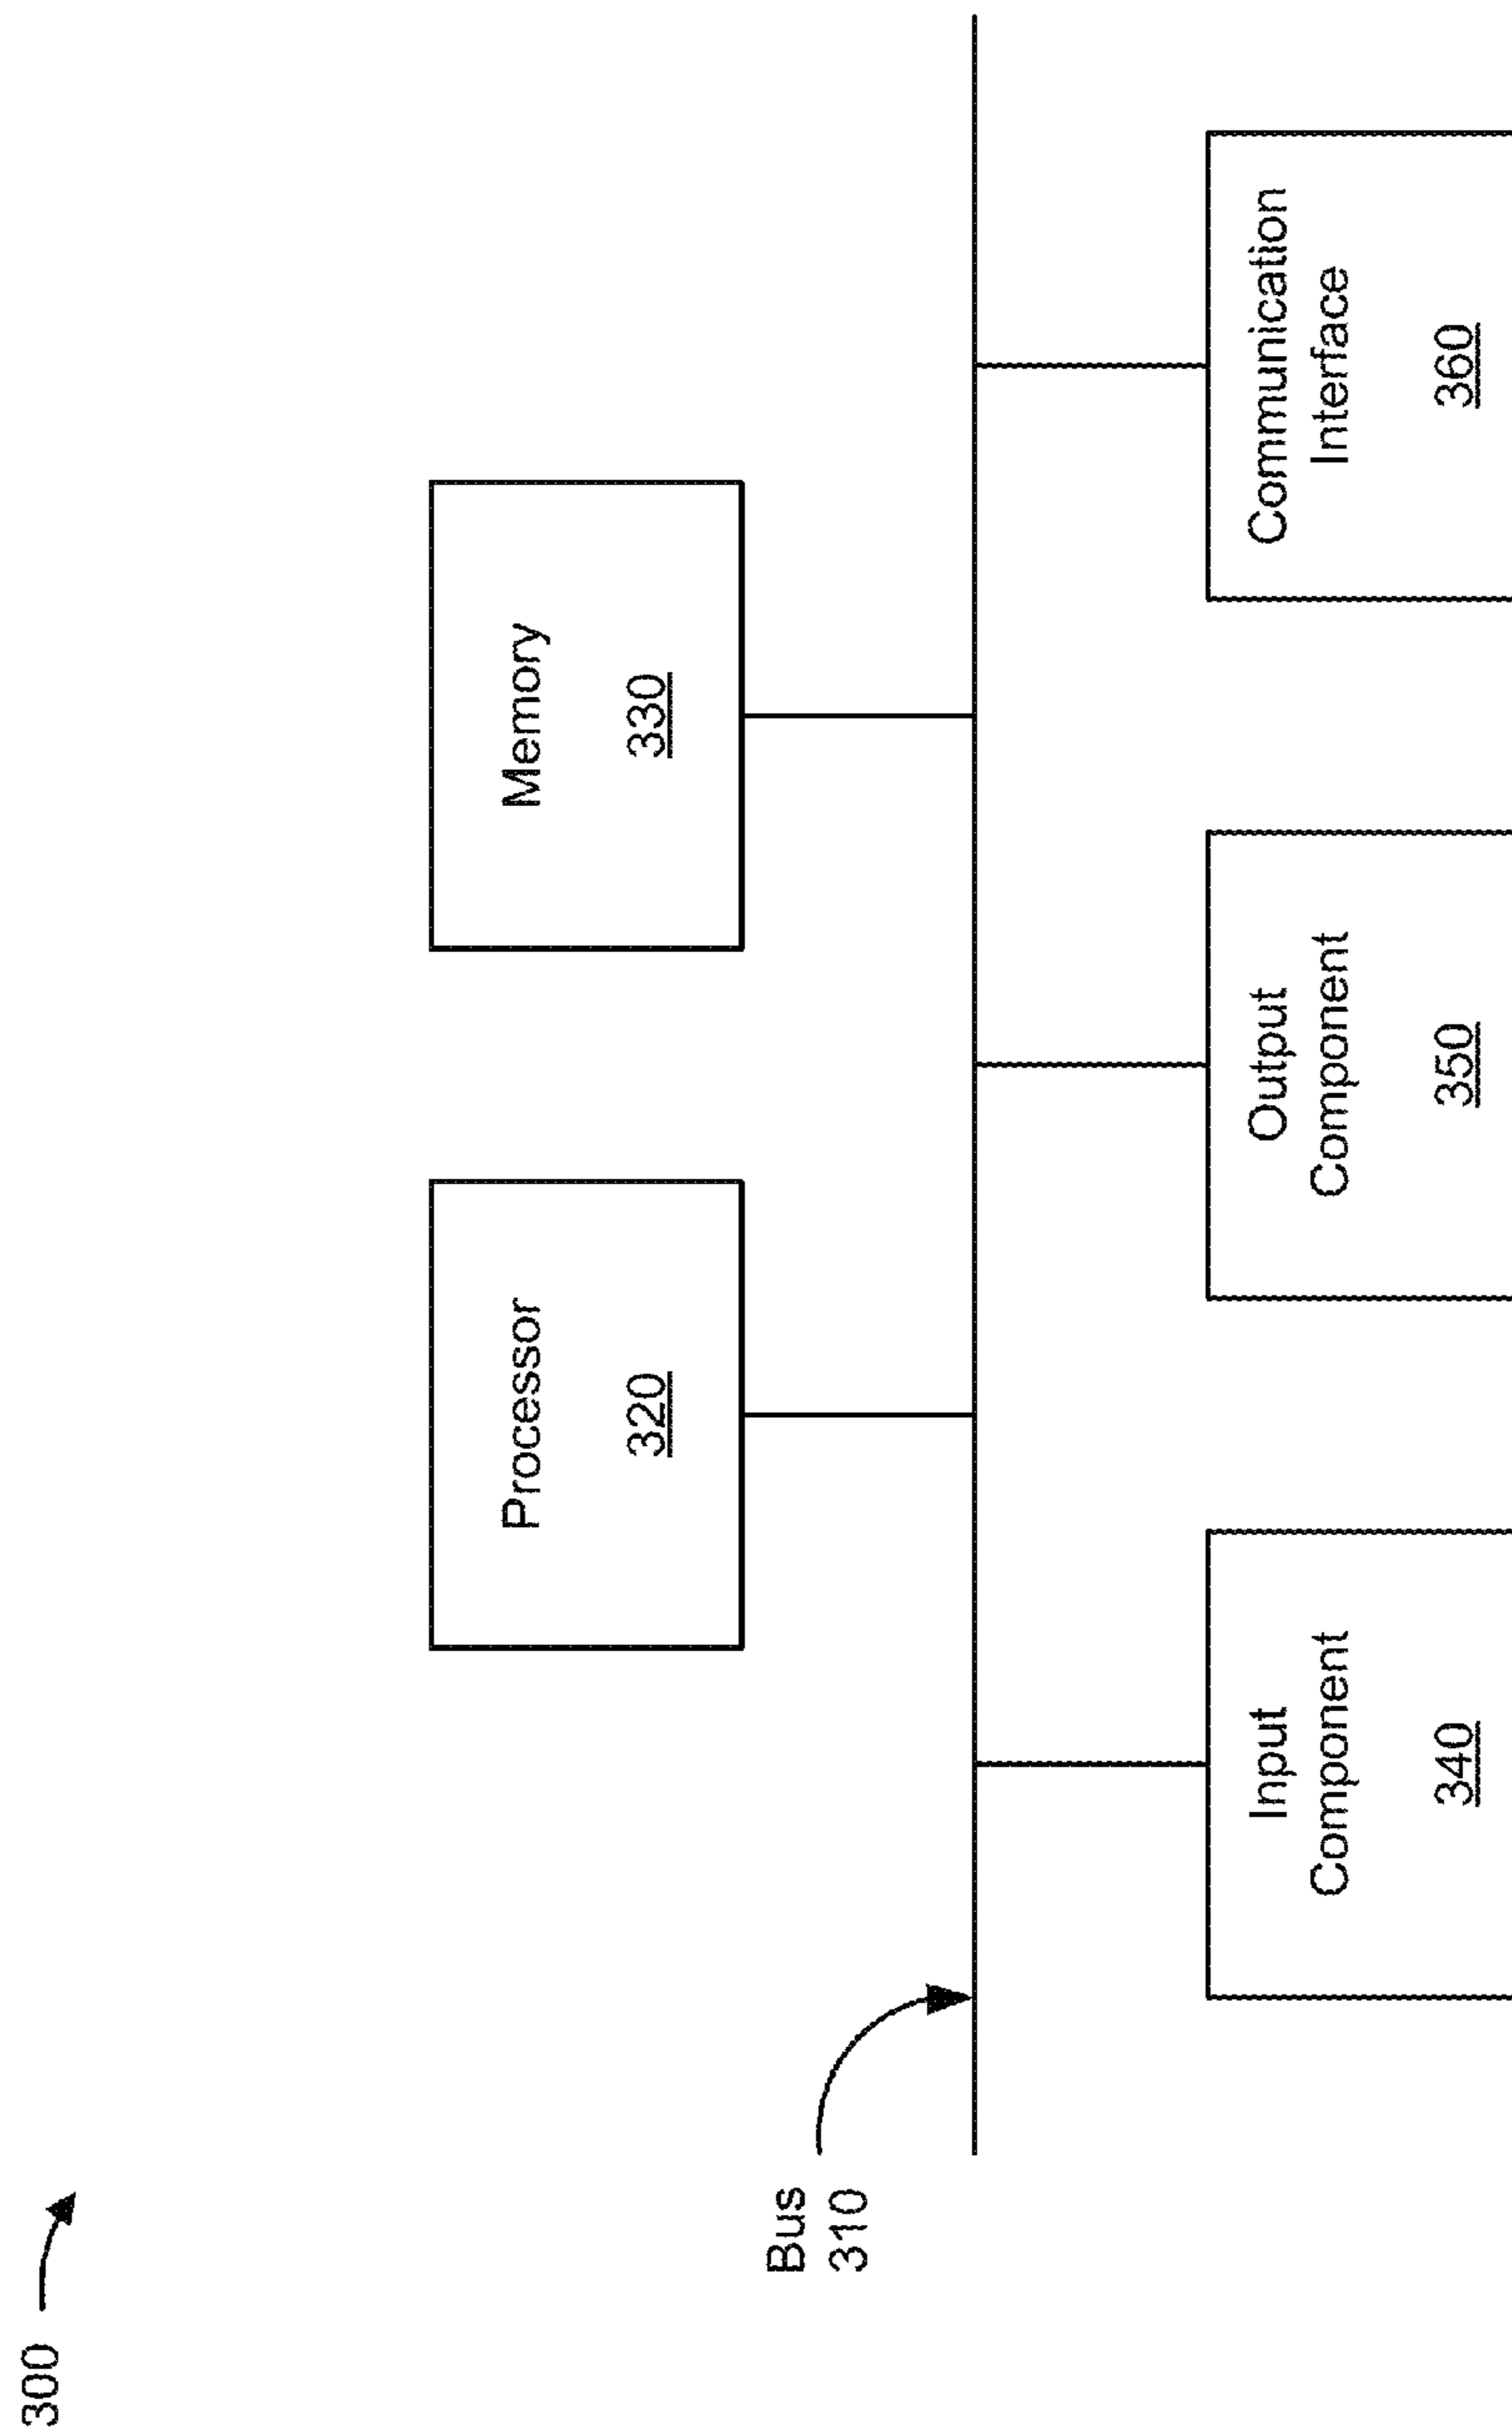 300
Processor
320
Memory
330
Bus
310
Input
Component
340
Output
Component
350
Communication
Interface
360